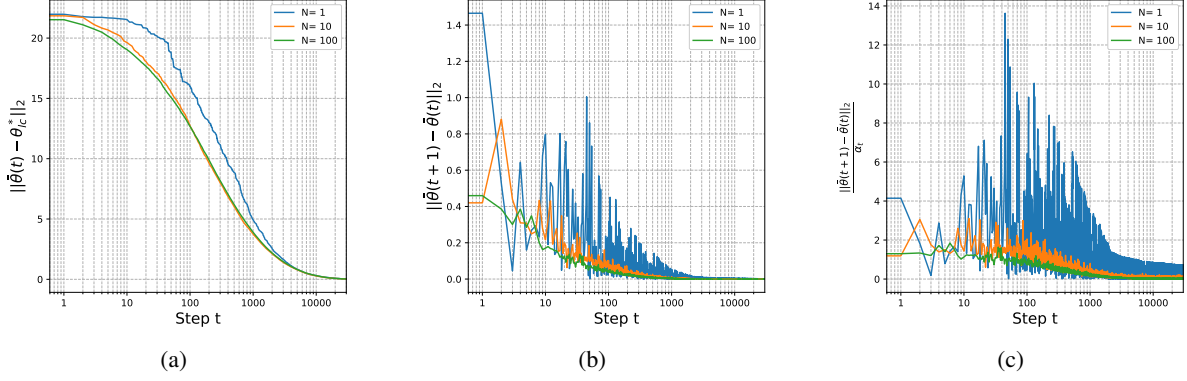 ||θ̄(t) − θ*_lc||₂
20
15
10
5
0
1
10
100
1000
10000
Step t
N= 1
N= 10
N= 100
(a)
||θ̄(t + 1) − θ̄(t)||₂
1.4
1.2
1.0
0.8
0.6
0.4
0.2
0.0
1
10
100
1000
10000
Step t
N= 1
N= 10
N= 100
(b)
||θ̄(t + 1) − θ̄(t)||₂
α_t
14
12
10
8
6
4
2
0
1
10
100
1000
10000
Step t
N= 1
N= 10
N= 100
(c)